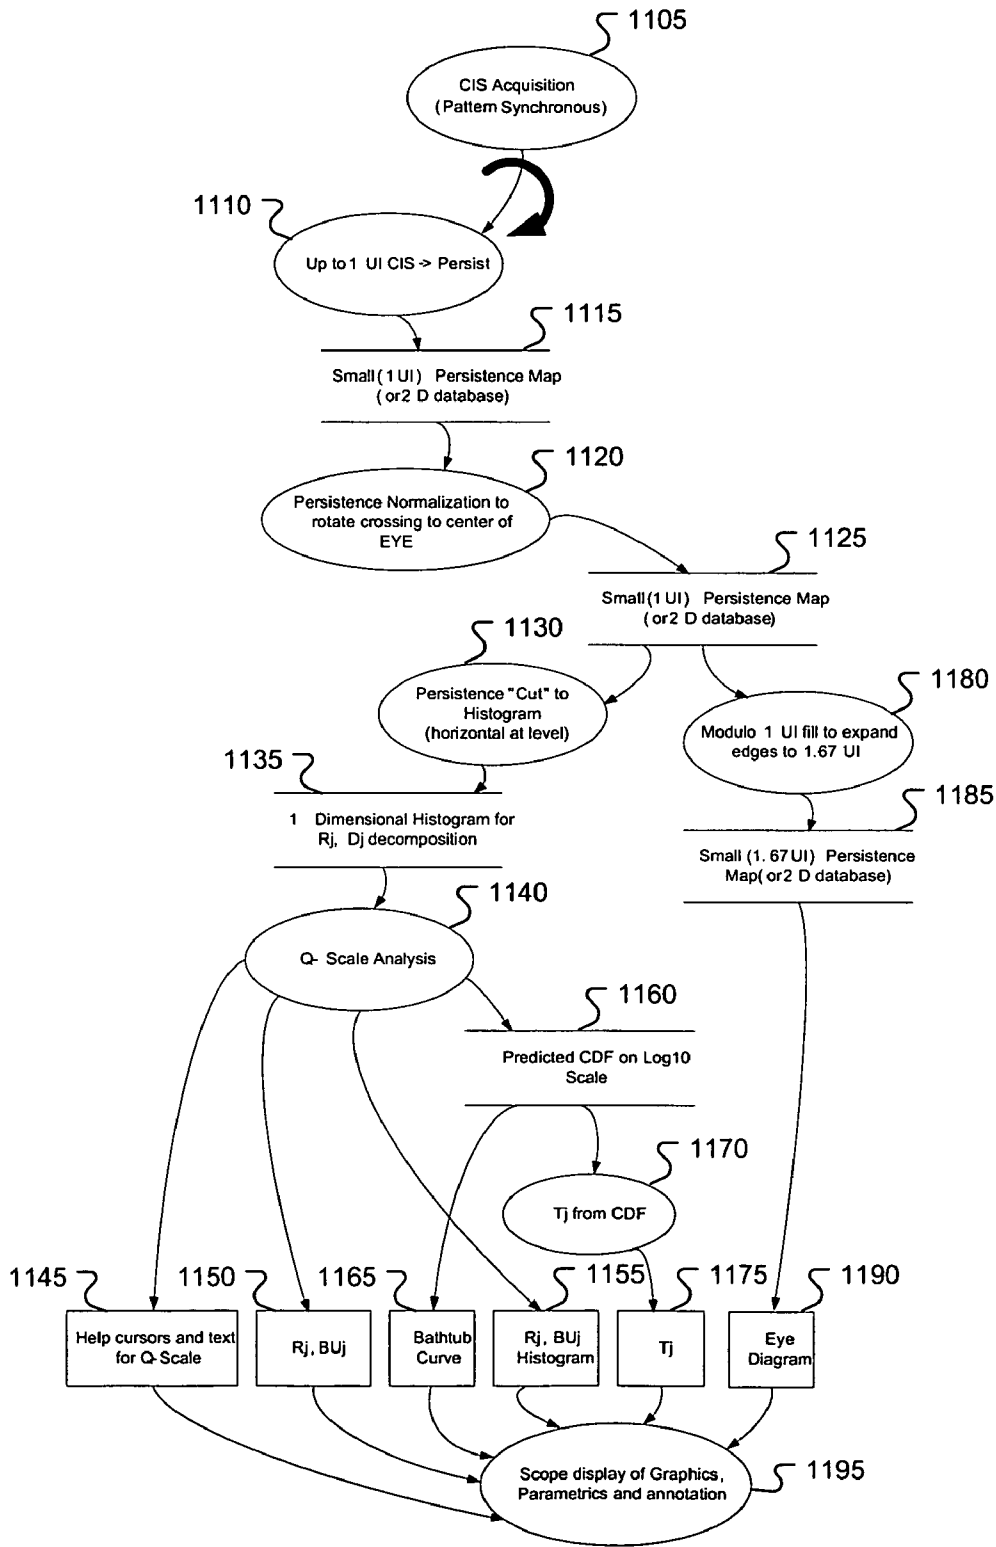 1105
CIS Acquisition
(Pattern Synchronous)
1110
Up to 1 UI CIS -> Persist
1115
Small (1 UI) Persistence Map
(or2 D database)
1120
Persistence Normalization to
rotate crossing to center of
EYE
1125
Small (1 UI) Persistence Map
(or2 D database)
1130
Persistence "Cut" to
Histogram
(horizontal at level)
1180
Modulo 1 UI fill to expand
edges to 1.67 UI
1135
1 Dimensional Histogram for
Rj, Dj decomposition
1185
Small (1.67 UI) Persistence
Map(or2 D database)
1140
Q- Scale Analysis
1160
Predicted CDF on Log10
Scale
1170
Tj from CDF
1145
Help cursors and text
for Q-Scale
1150
Rj, BUj
1165
Bathtub
Curve
1155
Rj, BUj
Histogram
1175
Tj
1190
Eye
Diagram
1195
Scope display of Graphics,
Parametrics and annotation